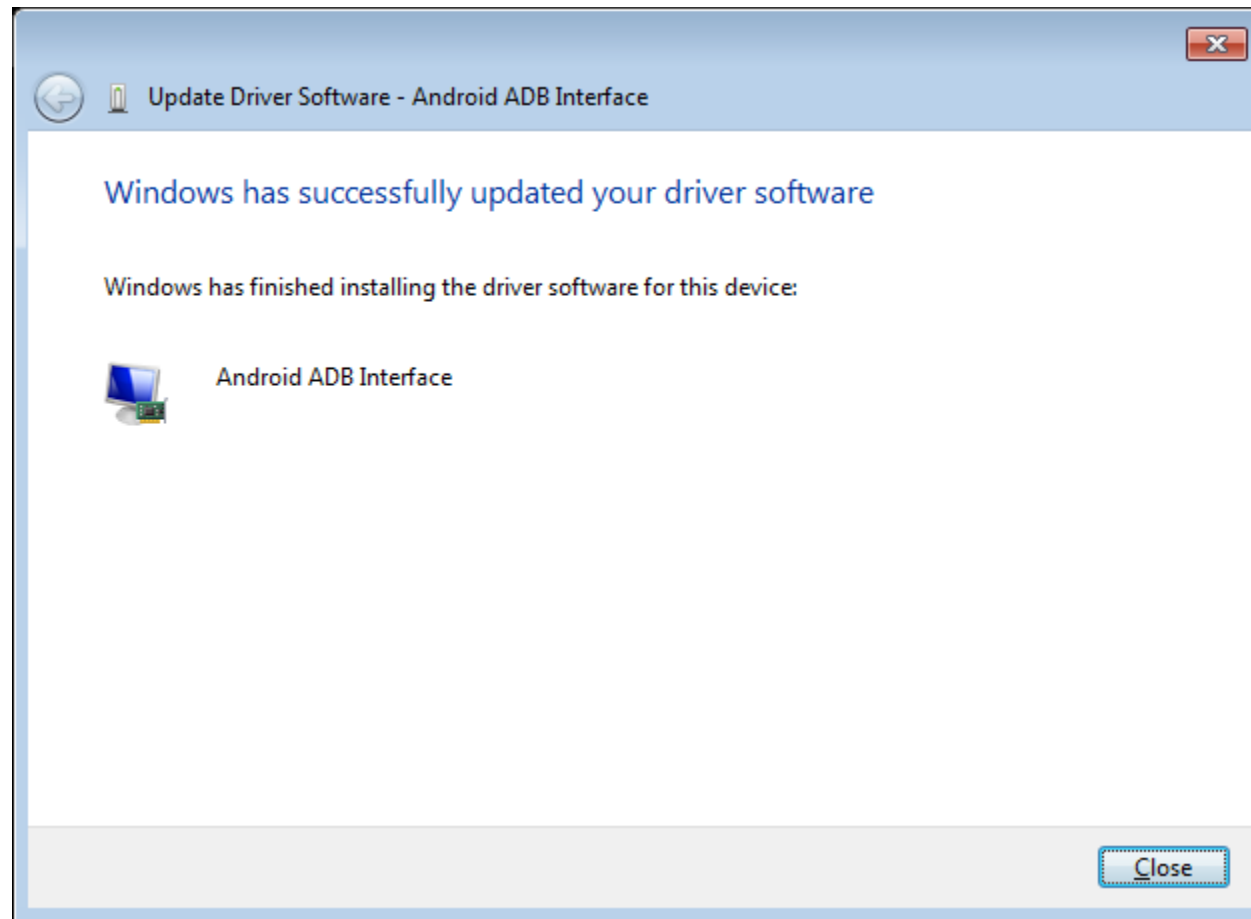 Update Driver Software - Android ADB Interface
Windows has successfully updated your driver software
Windows has finished installing the driver software for this device:
Android ADB Interface
Close